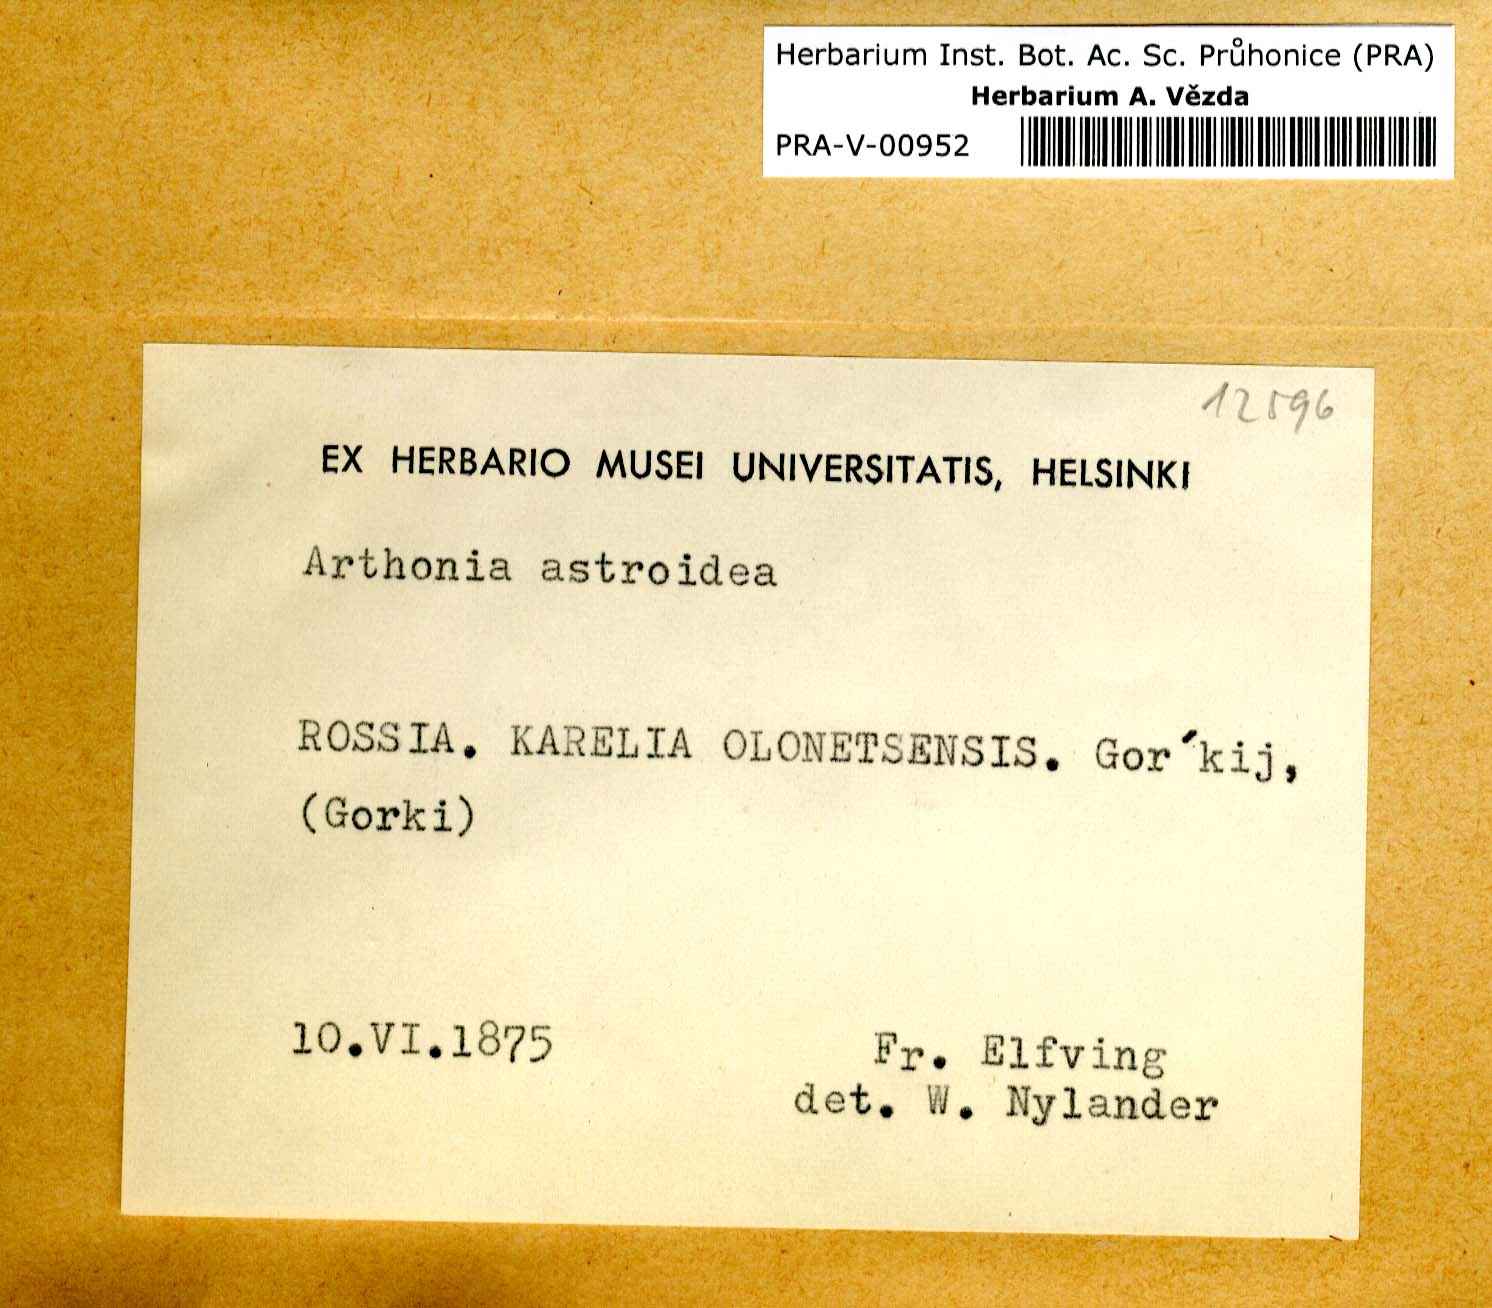 Herbarium Inst. Bot. Ac. Sc. Průhonice (PRA)
Herbarium A. Vězda
PRA-V-00952
12596
EX HERBARIO MUSEI UNIVERSITATIS, HELSINKI
Arthonia astroidea
ROSSIA. KARELIA OLONETSENSIS. Gor´kij,
(Gorki)
10.VI.1875
Fr. Elfving
det. W. Nylander